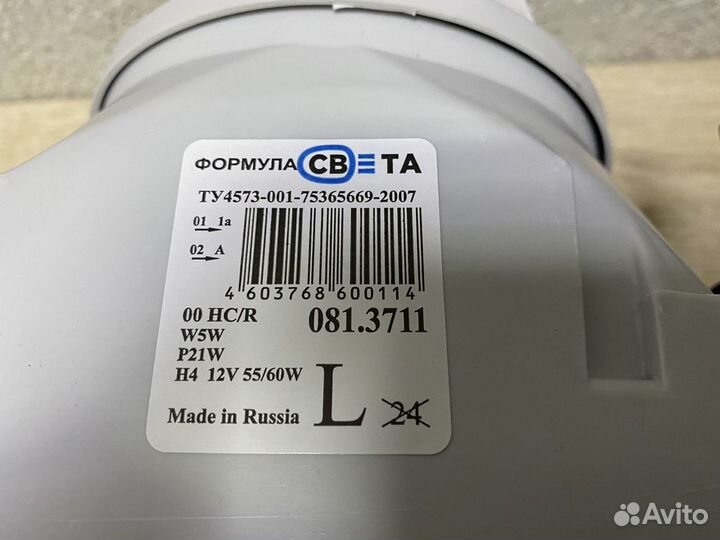 ФОРМУЛА СВЕТА
ТУ4573-001-75365669-2007
01 1a
02 A
4 603768 600114
00 HC/R 081.3711
W5W
P21W
H4 12V 55/60W
Made in Russia L 24
Avito